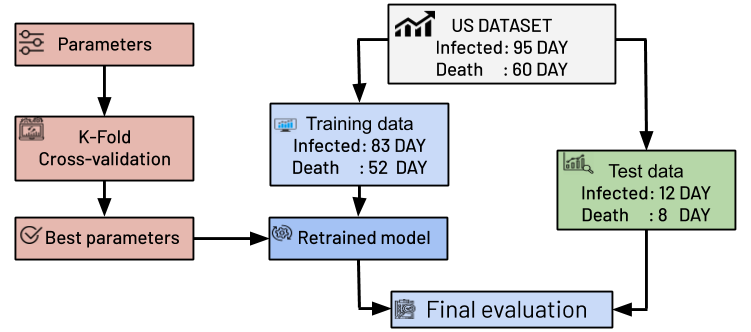 US DATASET
Infected: 95 DAY
Death : 60 DAY
Parameters
Training data
Infected: 83 DAY
Death : 52 DAY
K-Fold
Cross-validation
Test data
Infected: 12 DAY
Death : 8 DAY
Best parameters
Retrained model
Final evaluation